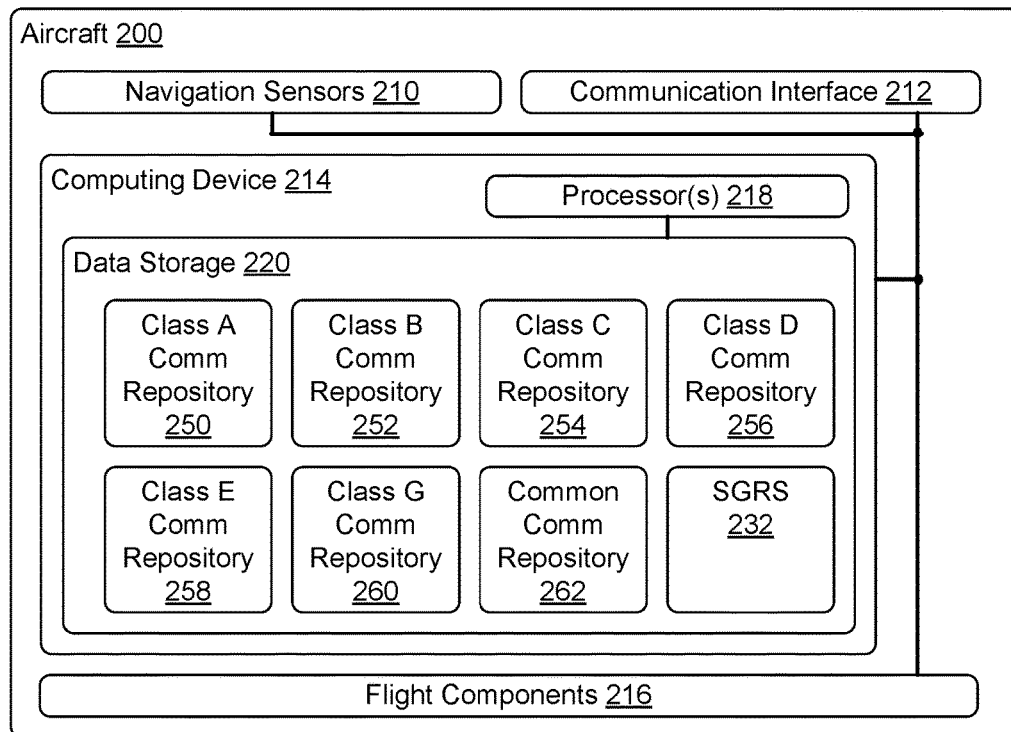 Aircraft 200
Navigation Sensors 210
Communication Interface 212
Computing Device 214
Processor(s) 218
Data Storage 220
Class A
Comm
Repository
250
Class B
Comm
Repository
252
Class C
Comm
Repository
254
Class D
Comm
Repository
256
Class E
Comm
Repository
258
Class G
Comm
Repository
260
Common
Comm
Repository
262
SGRS
232
Flight Components 216